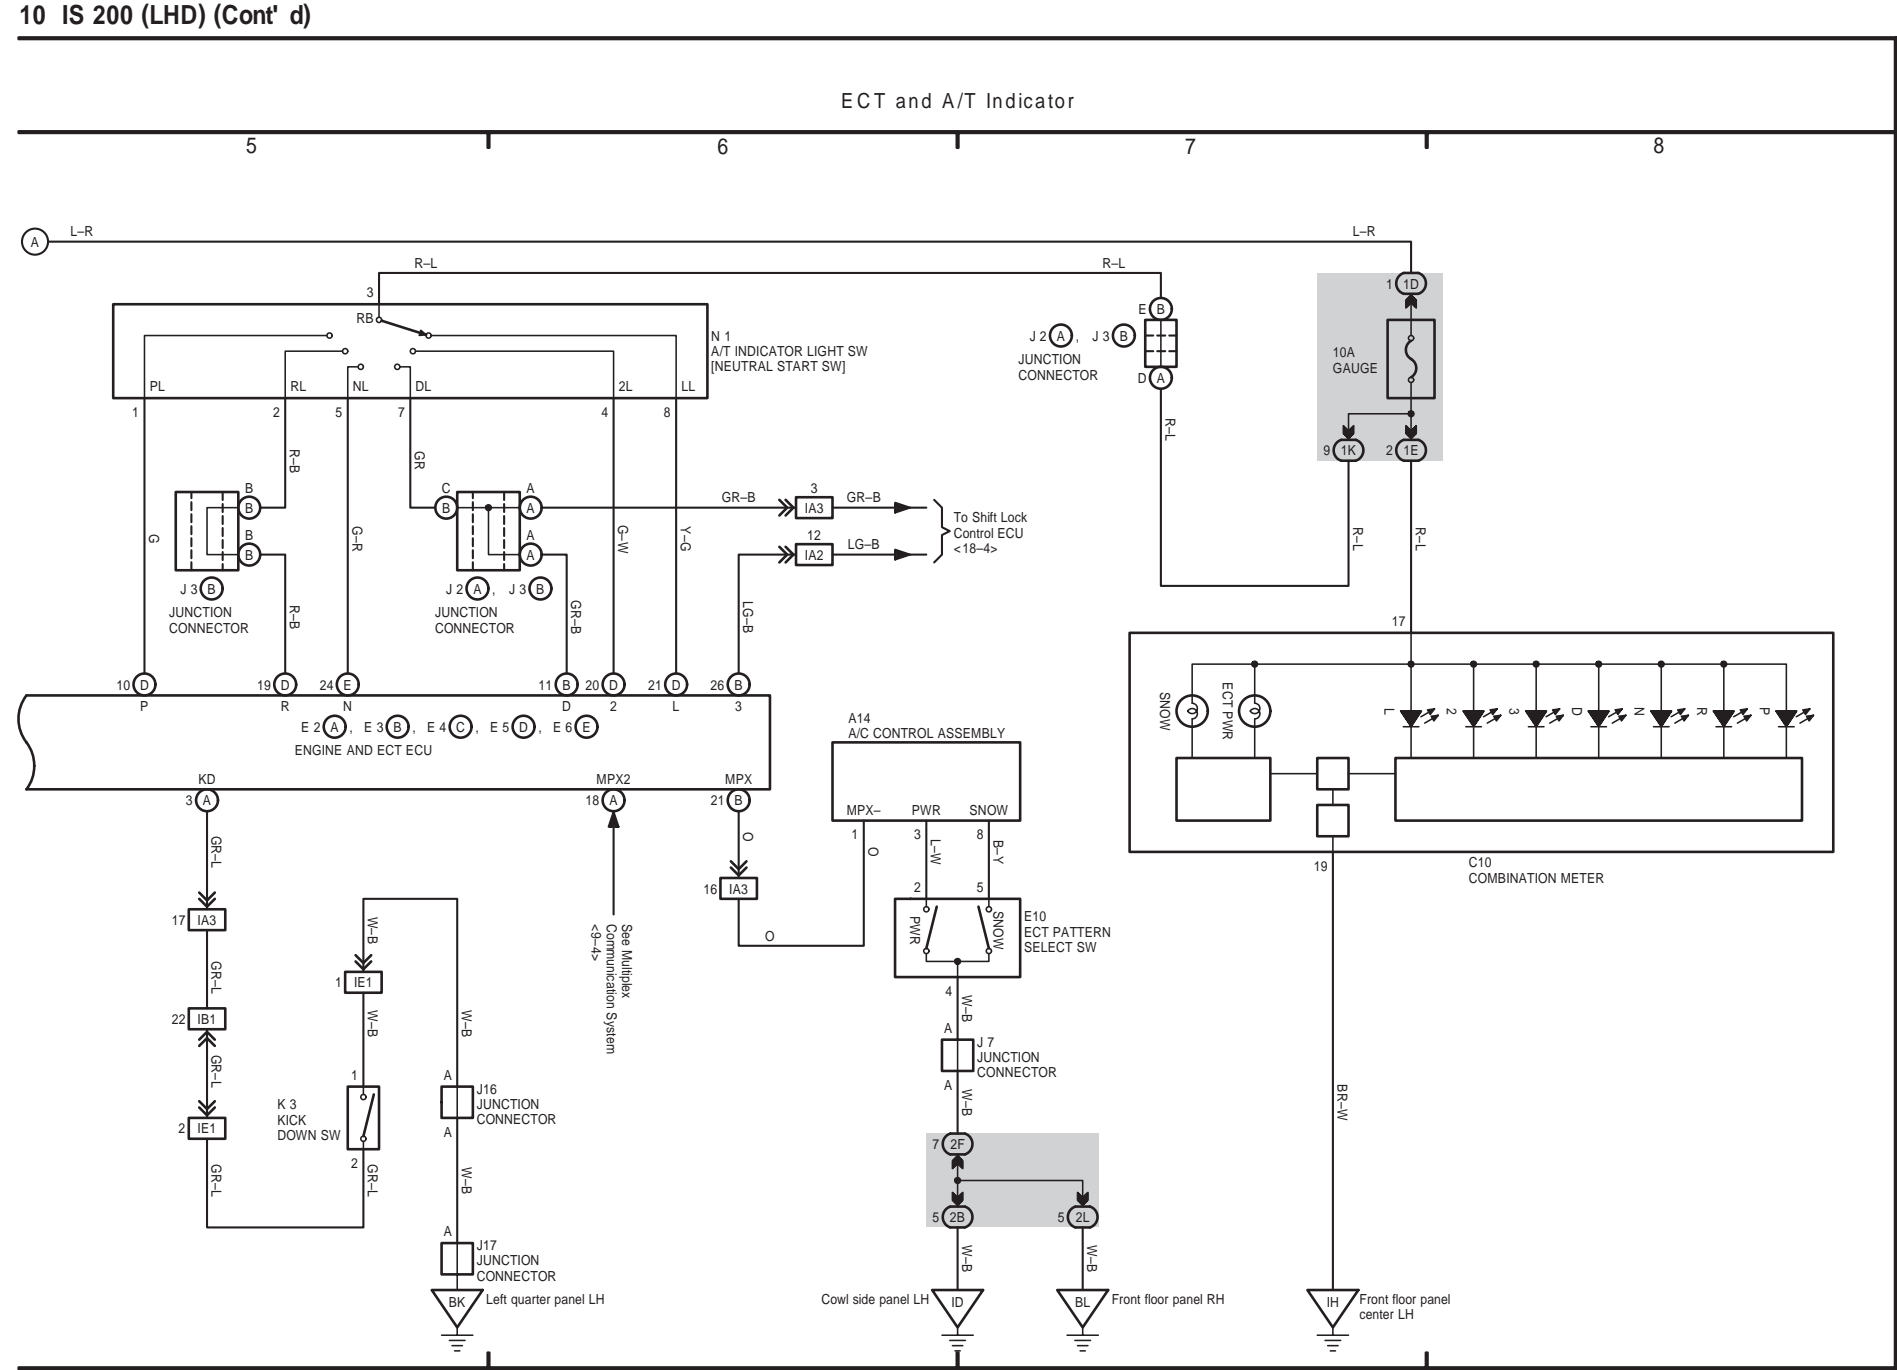 10 IS 200 (LHD) (Cont' d)
ECT and A/T Indicator
5 6 7 8
A L–R L–R
R–L R–L
3
RB
N 1
A/T INDICATOR LIGHT SW
[NEUTRAL START SW]
PL RL NL DL 2L LL
1 2 5 7 4 8
E B
J 2 A , J 3 B
JUNCTION
CONNECTOR
D A
R–L
1 1D
10A
GAUGE
9 1K 2 1E
R–L R–L
G
R–B
B
B
B
B
J 3 B
JUNCTION
CONNECTOR
R–B
G–R
GR
C
B
A
A
A
A
J 2 A , J 3 B
JUNCTION
CONNECTOR
GR–B
G–W
Y–G
GR–B 3 IA3 GR–B
12 IA2 LG–B
To Shift Lock
Control ECU
<18–4>
LG–B
10 D 19 D 24 E 11 B 20 D 21 D 26 B
P R N D 2 L 3
E 2 A , E 3 B , E 4 C , E 5 D , E 6 E
ENGINE AND ECT ECU
KD MPX2 MPX
3 A 18 A 21 B
17
SNOW
ECT PWR
L 2 3 D N R P
19
C10
COMBINATION METER
A14
A/C CONTROL ASSEMBLY
MPX– PWR SNOW
1 3 8
O
L–W
B–Y
2 5
PWR SNOW
E10
ECT PATTERN
SELECT SW
4
W–B
A
J 7
JUNCTION
CONNECTOR
A
W–B
7 2F
5 2B 5 2L
W–B W–B
O
16 IA3
O
See Multiplex
Communication System
<9–4>
GR–L
17 IA3
GR–L
22 IB1
GR–L
2 IE1
GR–L
W–B
1 IE1
W–B
1
K 3
KICK
DOWN SW
2
GR–L
W–B
A
J16
JUNCTION
CONNECTOR
A
W–B
A
J17
JUNCTION
CONNECTOR
BR–W
BK Left quarter panel LH
Cowl side panel LH ID
BL Front floor panel RH
IH Front floor panel
center LH